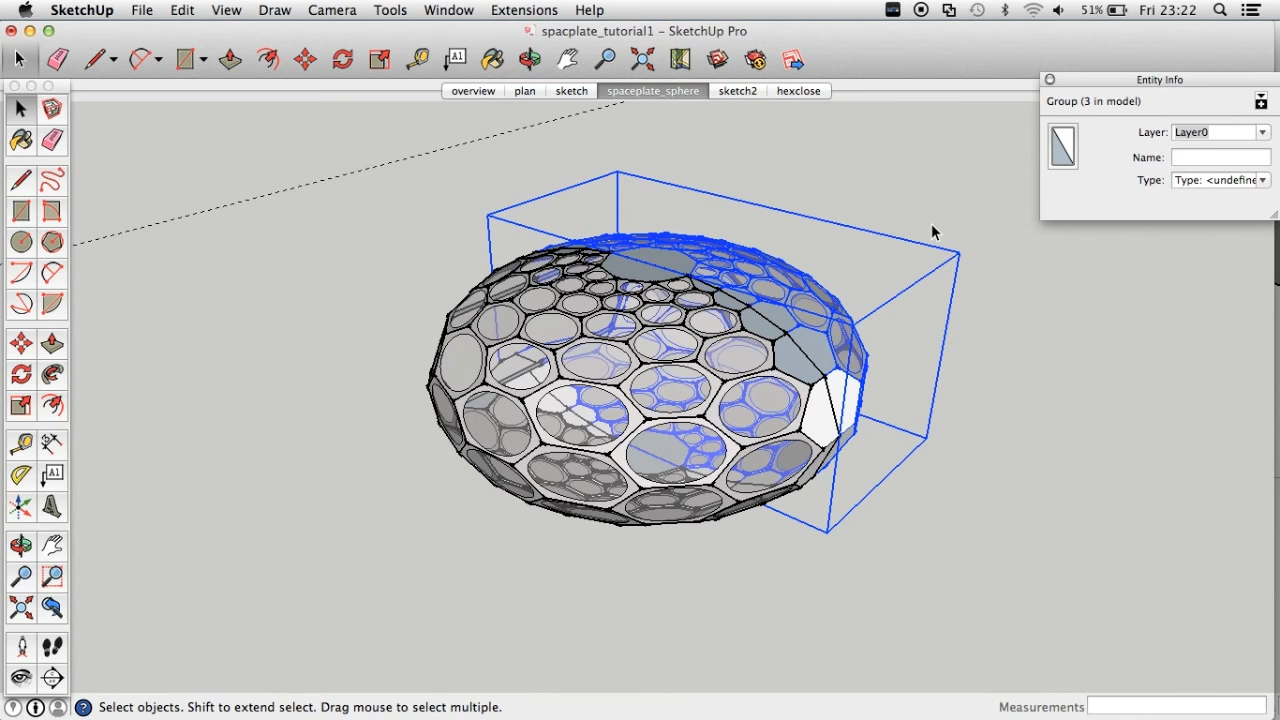 SketchUp File Edit View Draw Camera Tools Window Extensions Help 51% Fri 23:22
spacplate_tutorial1 - SketchUp Pro
A1
overview plan sketch spaceplate_sphere sketch2 hexclose
Entity Info
Group (3 in model)
Layer: Layer0
Name:
Type: Type: <undefine
A1
Select objects. Shift to extend select. Drag mouse to select multiple. Measurements